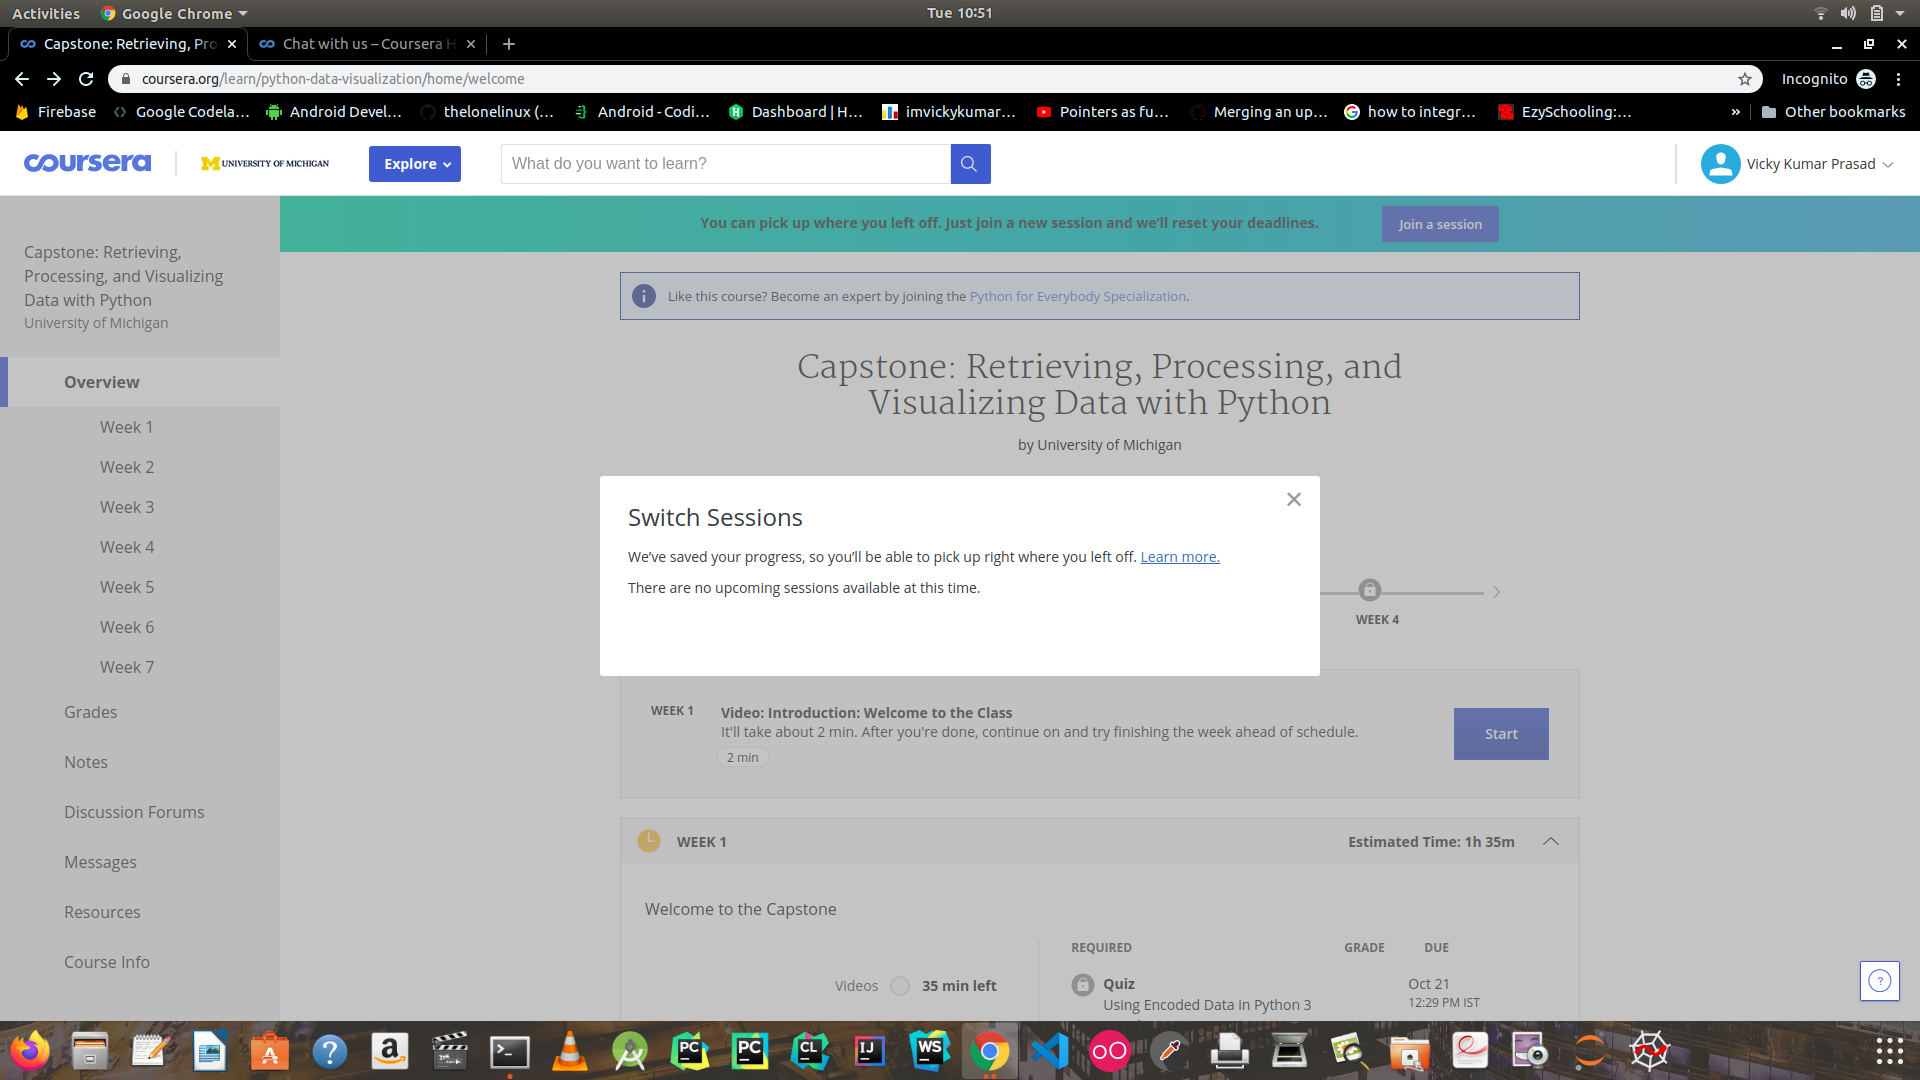 Activities
Google Chrome
Tue 10:51
Capstone: Retrieving, Pro
Chat with us – Coursera H
coursera.org/learn/python-data-visualization/home/welcome
Incognito
Firebase
Google Codela...
Android Devel...
thelonelinux (...
Android - Codi...
Dashboard | H...
imvickykumar...
Pointers as fu...
Merging an up...
how to integr...
EzySchooling:...
»
Other bookmarks
coursera
UNIVERSITY OF MICHIGAN
Explore
What do you want to learn?
Vicky Kumar Prasad
You can pick up where you left off. Just join a new session and we’ll reset your deadlines.
Join a session
Capstone: Retrieving,
Processing, and Visualizing
Data with Python
University of Michigan
Overview
Week 1
Week 2
Week 3
Week 4
Week 5
Week 6
Week 7
Grades
Notes
Discussion Forums
Messages
Resources
Course Info
Like this course? Become an expert by joining the Python for Everybody Specialization.
Capstone: Retrieving, Processing, and
Visualizing Data with Python
by University of Michigan
Switch Sessions
We’ve saved your progress, so you’ll be able to pick up right where you left off. Learn more.
There are no upcoming sessions available at this time.
WEEK 4
WEEK 1
Video: Introduction: Welcome to the Class
It'll take about 2 min. After you're done, continue on and try finishing the week ahead of schedule.
2 min
Start
WEEK 1
Estimated Time: 1h 35m
Welcome to the Capstone
REQUIRED
GRADE
DUE
Videos
35 min left
Quiz
Using Encoded Data in Python 3
Oct 21
12:29 PM IST
?
PC
PC
CL
IJ
WS